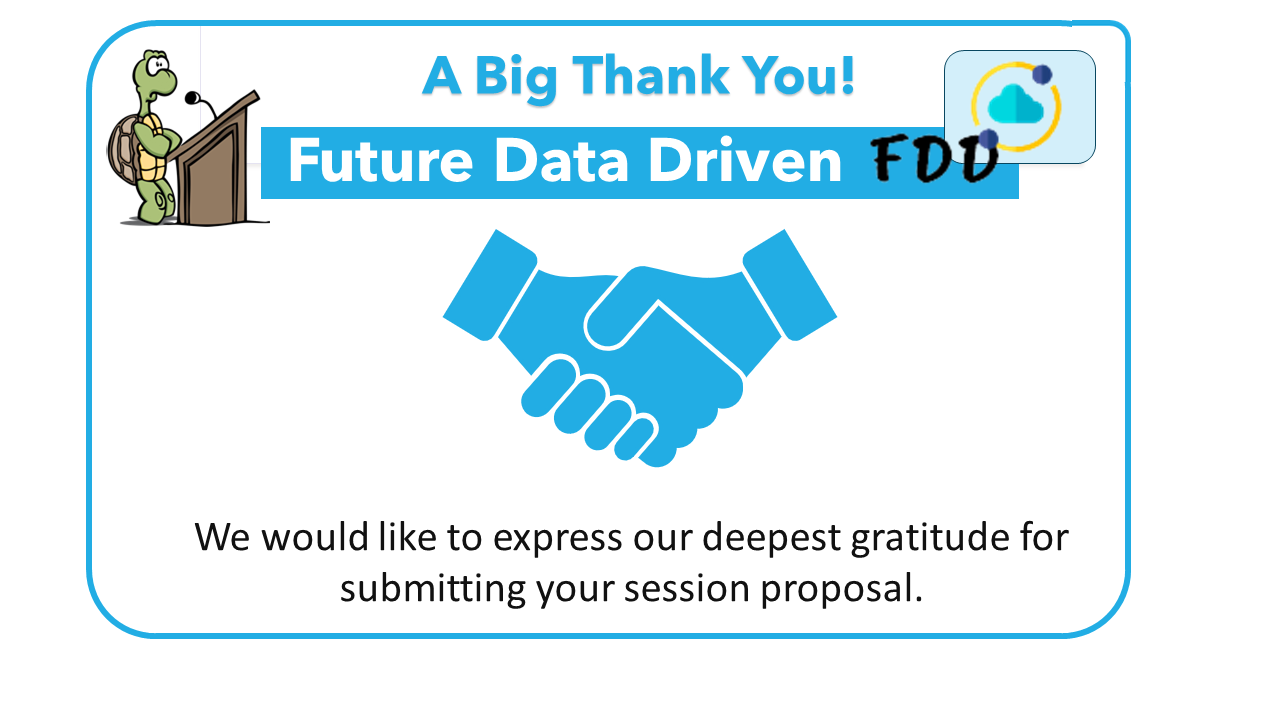 A Big Thank You!
Future Data Driven FDD
We would like to express our deepest gratitude for
submitting your session proposal.